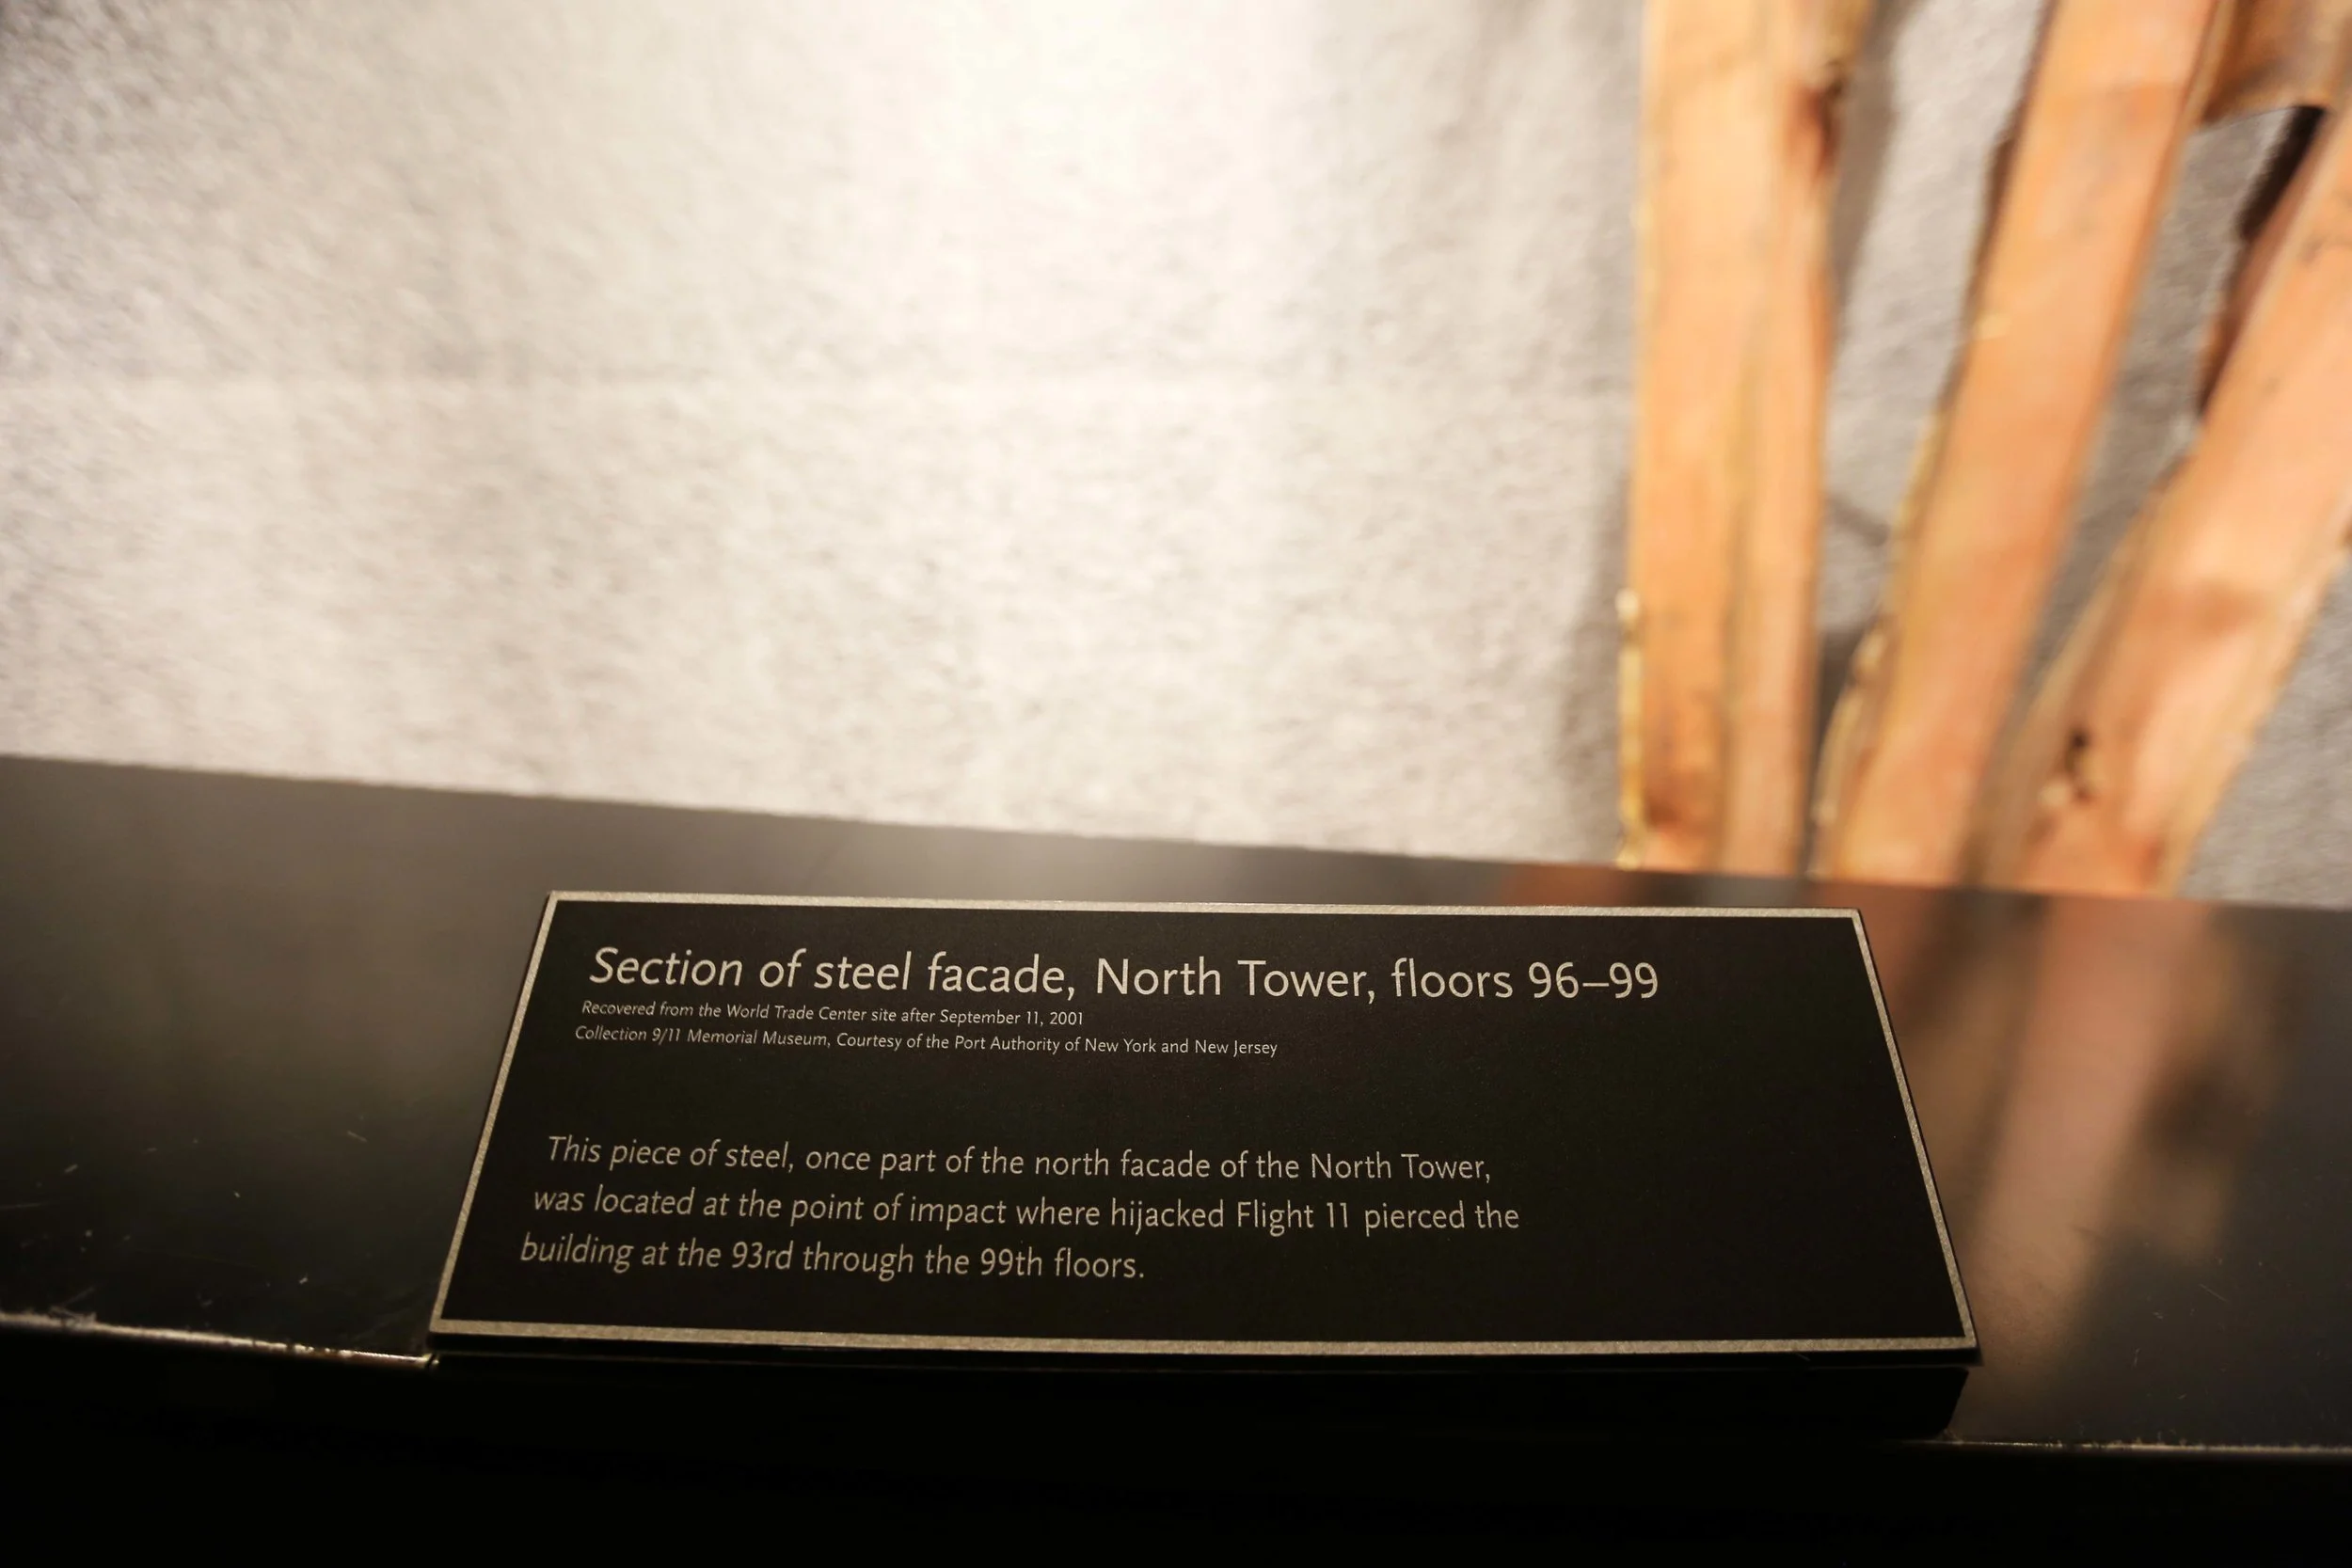 Section of steel facade, North Tower, floors 96–99
Recovered from the World Trade Center site after September 11, 2001
Collection 9/11 Memorial Museum, Courtesy of the Port Authority of New York and New Jersey
This piece of steel, once part of the north facade of the North Tower,
was located at the point of impact where hijacked Flight 11 pierced the
building at the 93rd through the 99th floors.